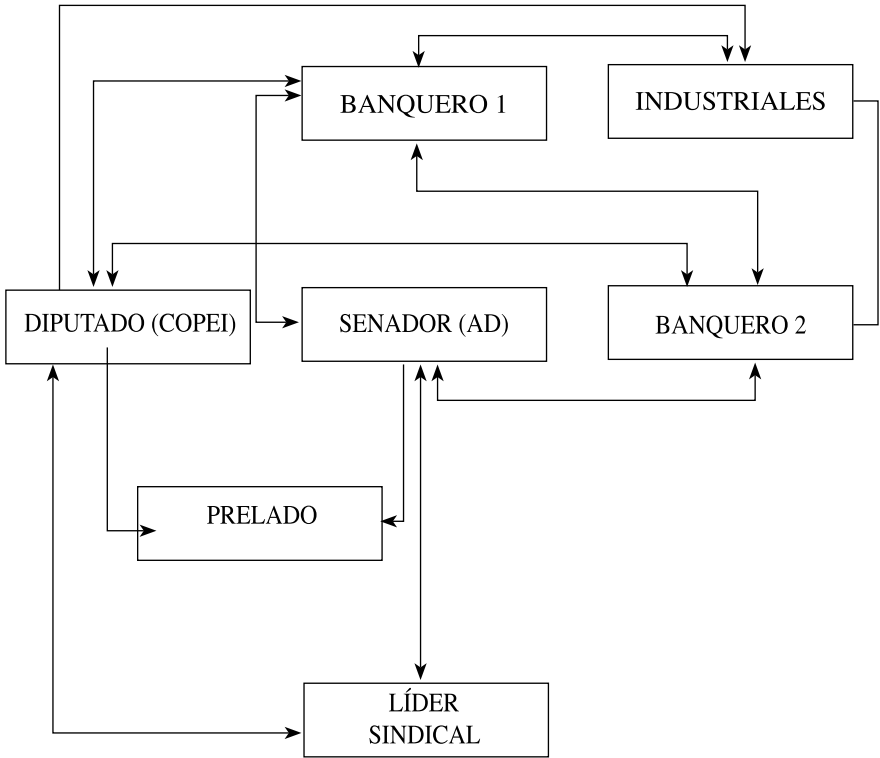 BANQUERO 1
INDUSTRIALES
DIPUTADO (COPEI)
SENADOR (AD)
BANQUERO 2
PRELADO
LÍDER
SINDICAL